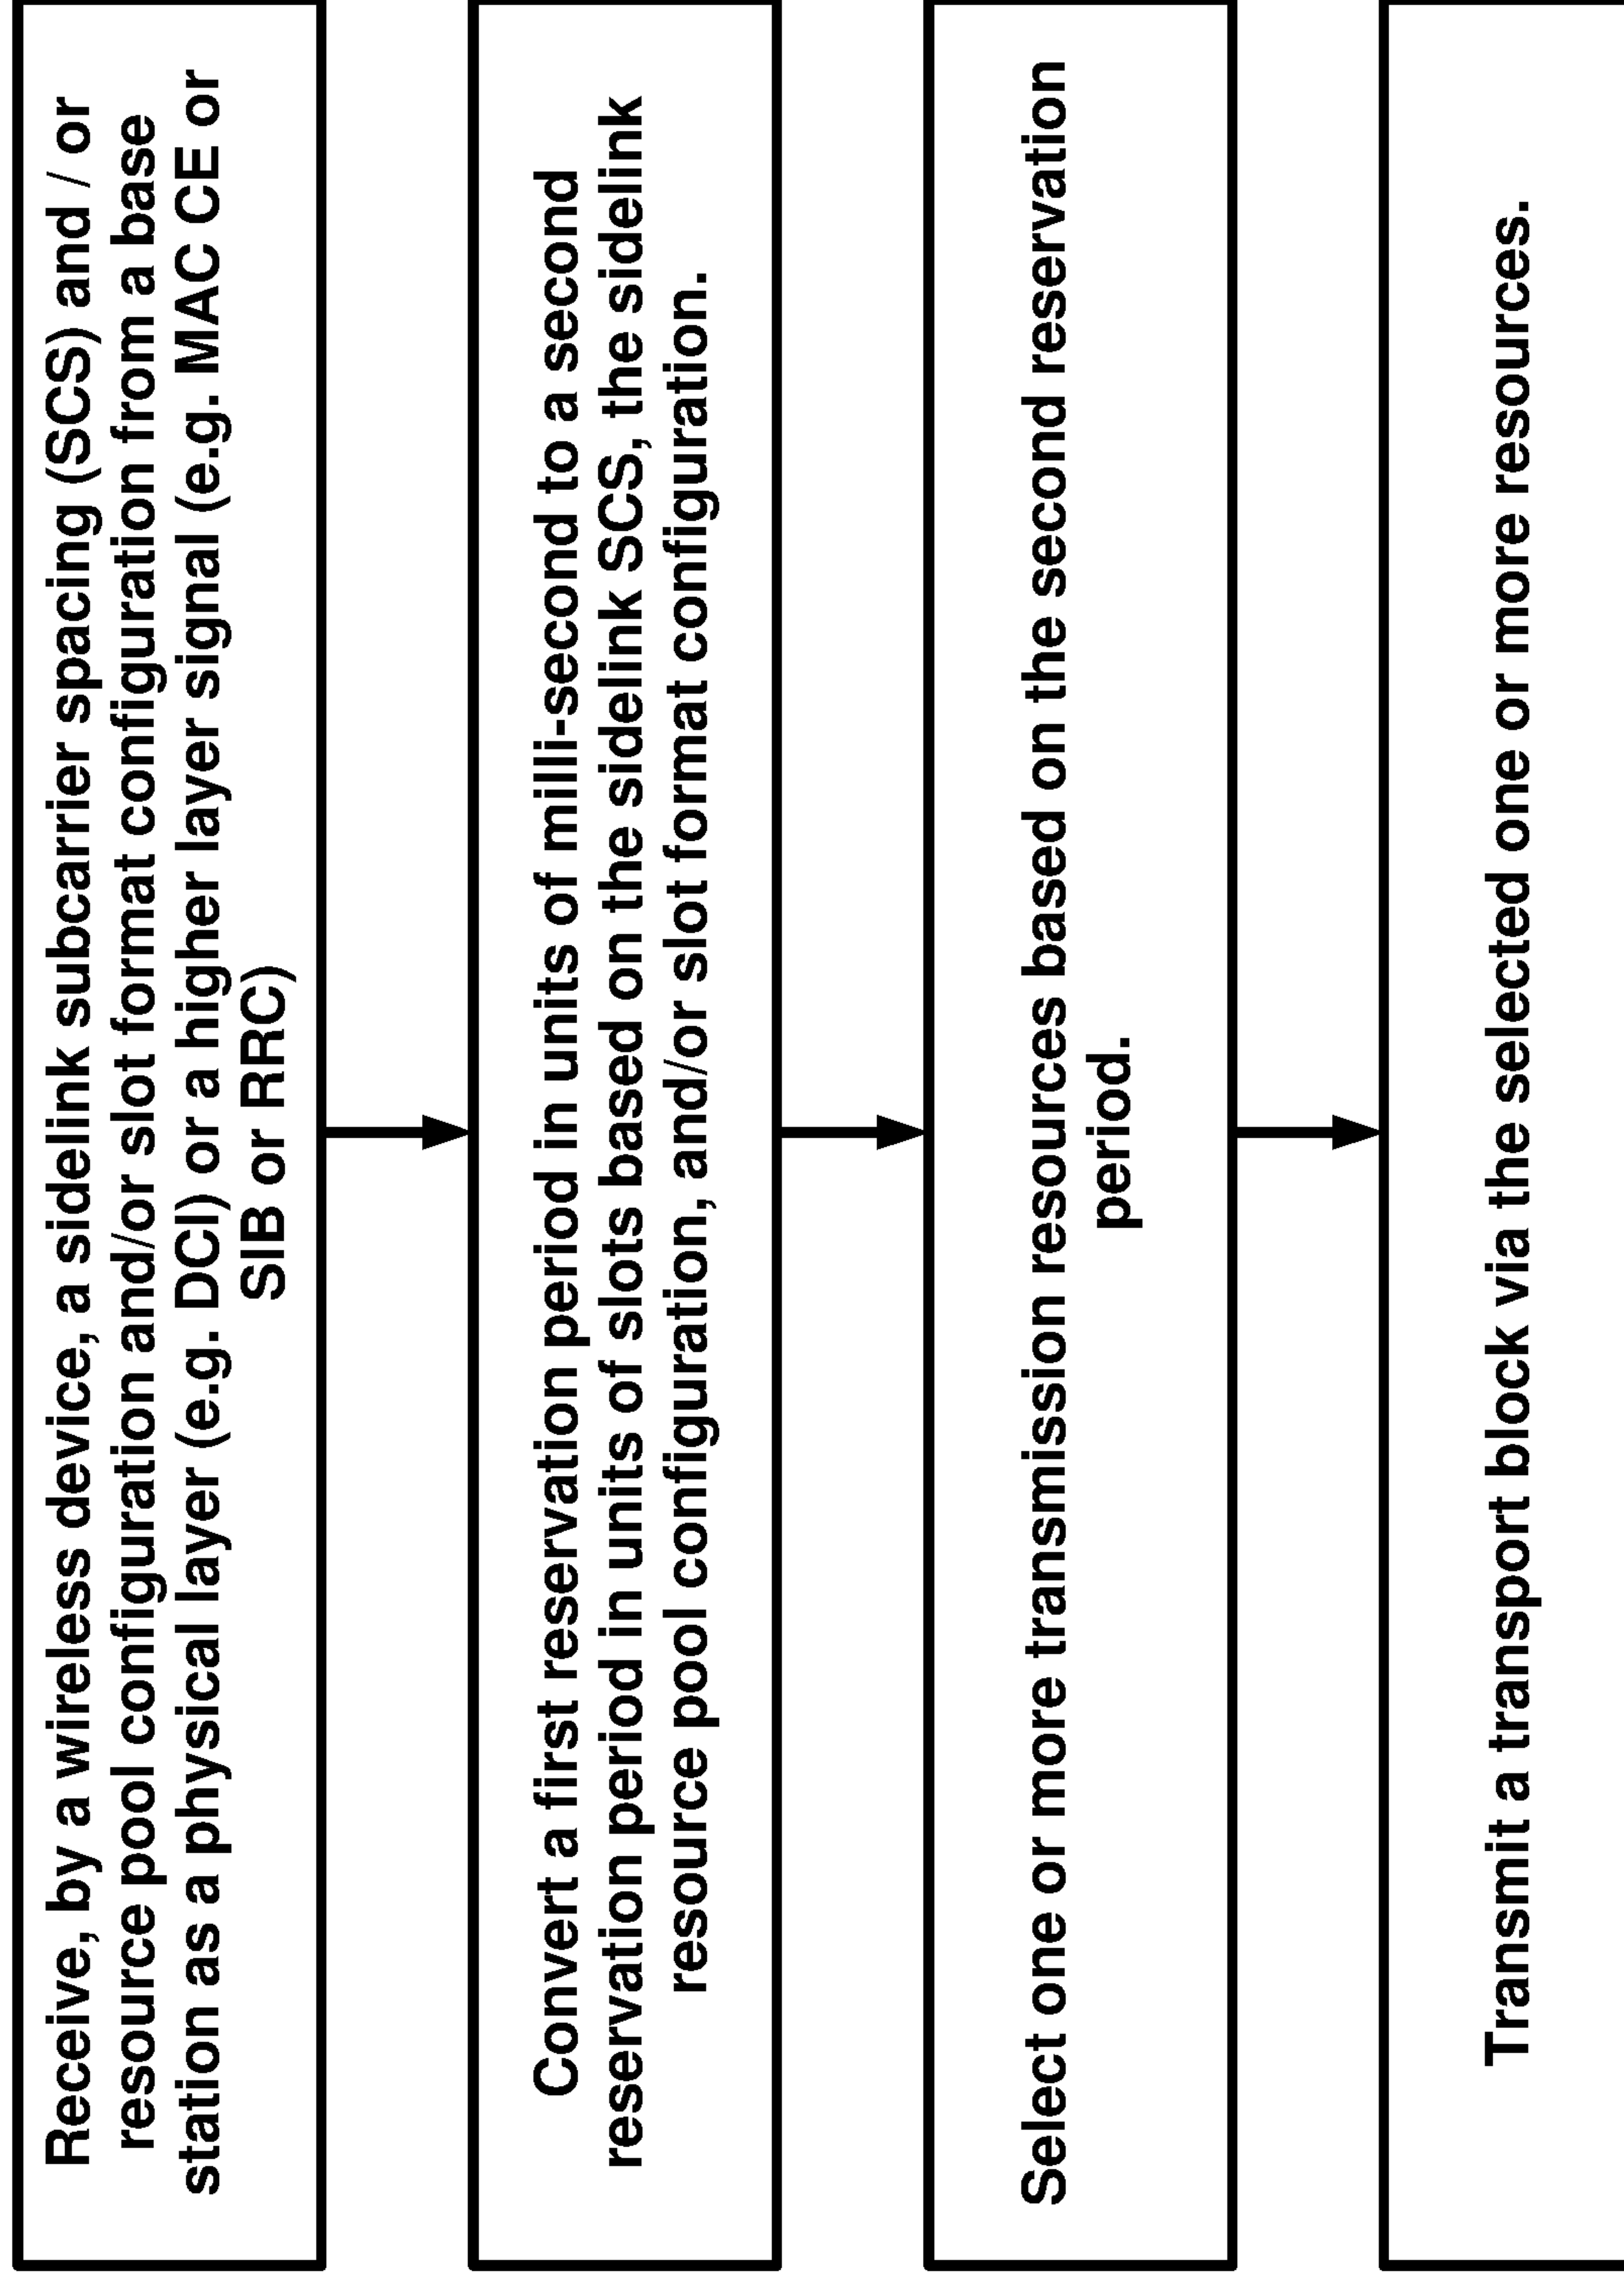 Receive, by a wireless device, a sidelink subcarrier spacing (SCS) and / or
resource pool configuration and/or slot format configuration from a base
station as a physical layer (e.g. DCI) or a higher layer signal (e.g. MAC CE or
SIB or RRC)
Convert a first reservation period in units of milli-second to a second
reservation period in units of slots based on the sidelink SCS, the sidelink
resource pool configuration, and/or slot format configuration.
Select one or more transmission resources based on the second reservation
period.
Transmit a transport block via the selected one or more resources.